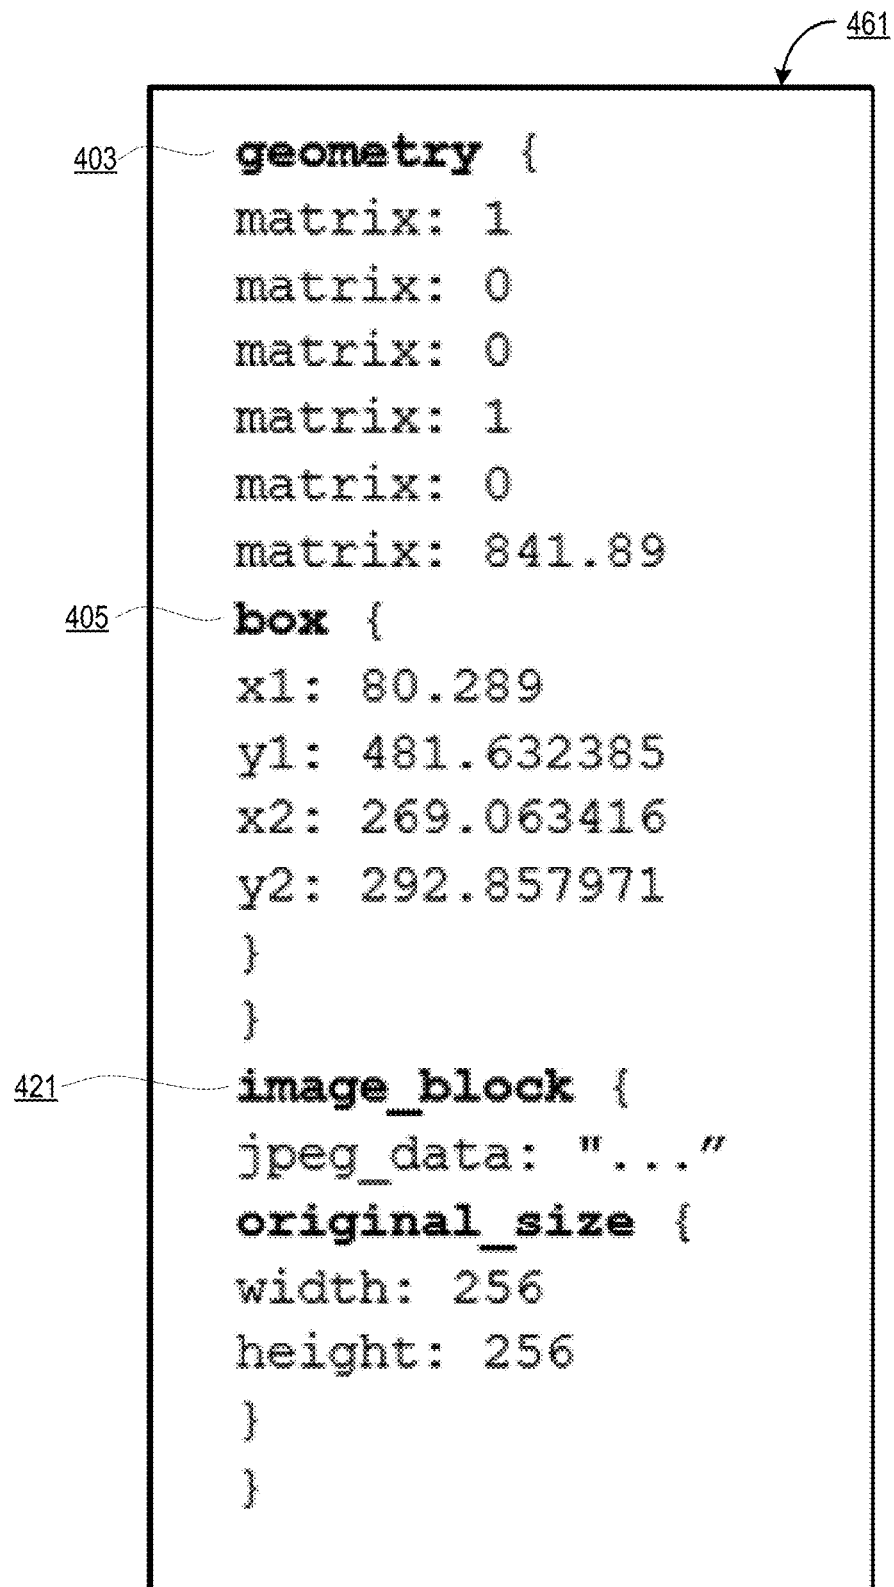 461
403 geometry {
matrix: 1
matrix: 0
matrix: 0
matrix: 1
matrix: 0
matrix: 841.89
405 box {
x1: 80.289
y1: 481.632385
x2: 269.063416
y2: 292.857971
}
}
421 image_block {
jpeg_data: "...”
original_size {
width: 256
height: 256
}
}